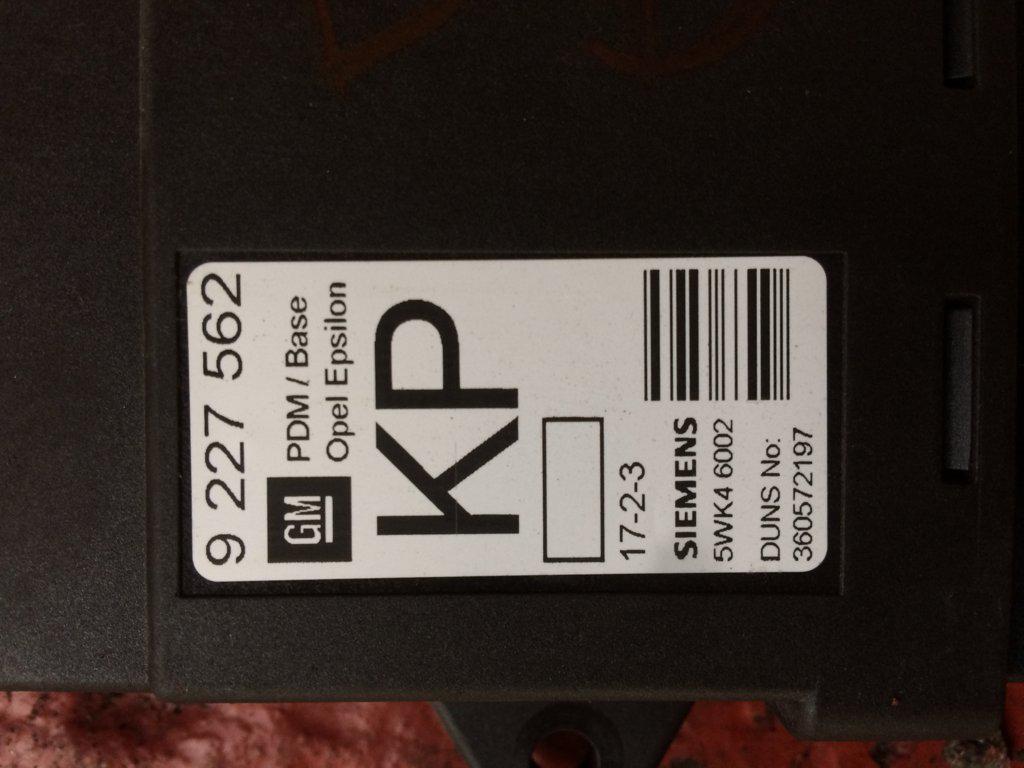 9 227 562
GM
PDM / Base
Opel Epsilon
KP
17-2-3
SIEMENS
5WK4 6002
DUNS No:
360572197